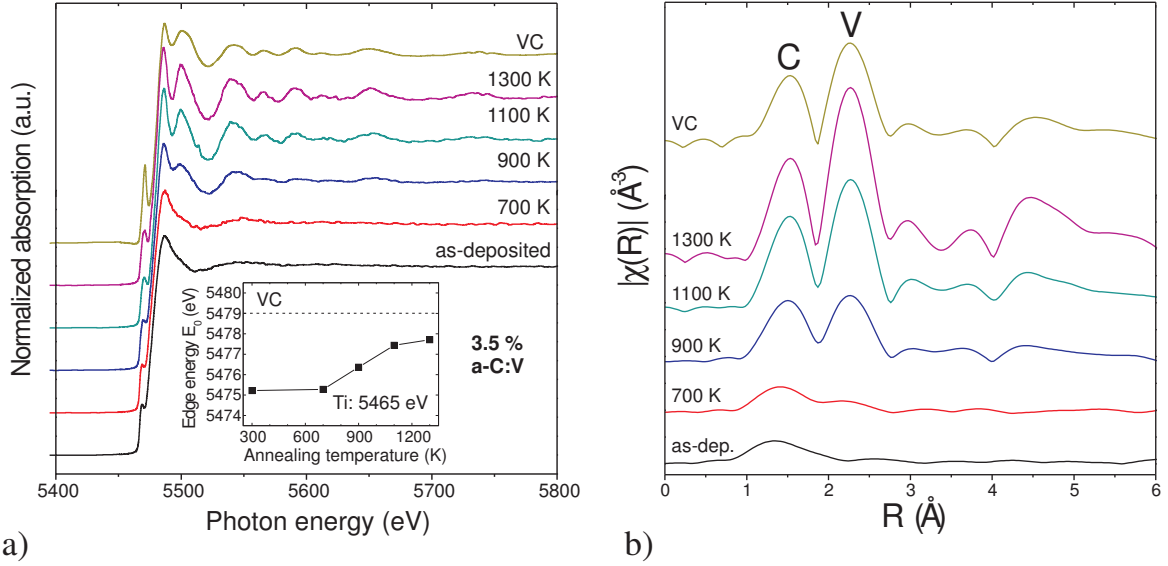 Normalized absorption (a.u.)
VC
1300 K
1100 K
900 K
700 K
as-deposited
3.5 %
a-C:V
Edge energy E0 (eV)
5480
5479
5478
5477
5476
5475
5474
VC
Ti: 5465 eV
300 600 900 1200
Annealing temperature (K)
5400 5500 5600 5700 5800
Photon energy (eV)
a)
|χ(R)| (Å-3)
C V
VC
1300 K
1100 K
900 K
700 K
as-dep.
0 1 2 3 4 5 6
R (Å)
b)